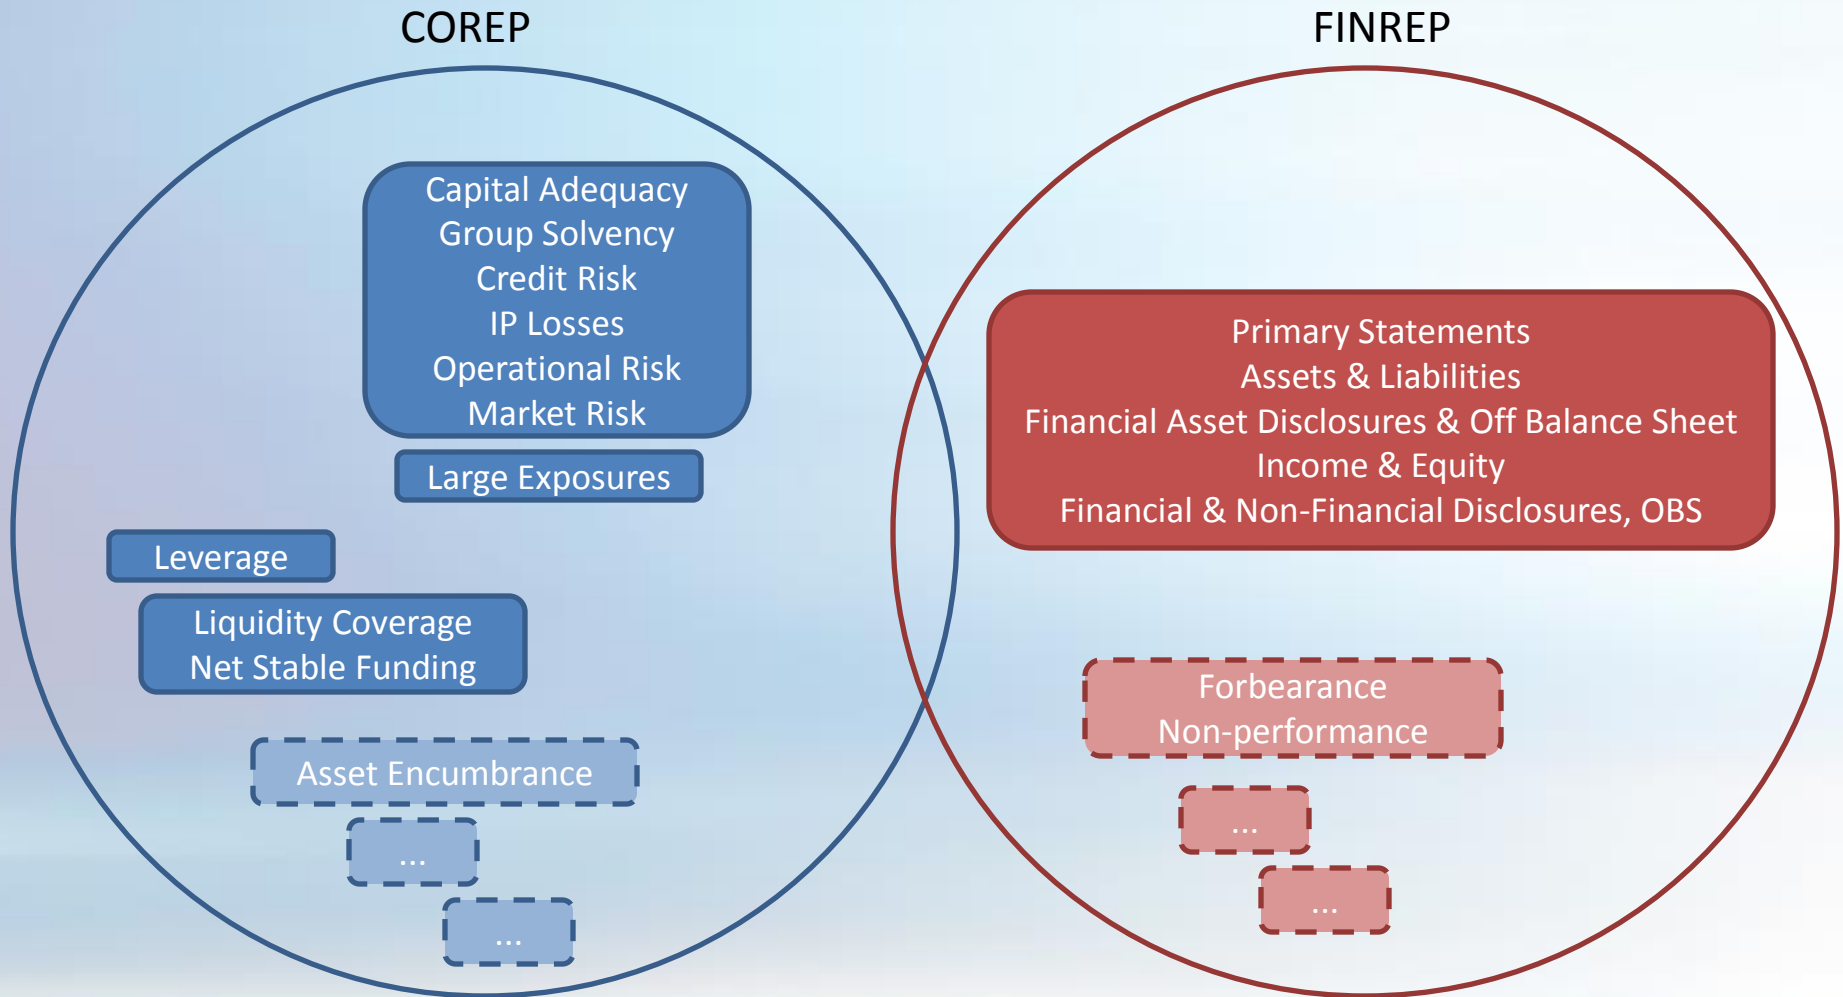 COREP
FINREP
Capital Adequacy
Group Solvency
Credit Risk
IP Losses
Operational Risk
Market Risk
Large Exposures
Leverage
Liquidity Coverage
Net Stable Funding
Asset Encumbrance
...
...
Primary Statements
Assets & Liabilities
Financial Asset Disclosures & Off Balance Sheet
Income & Equity
Financial & Non-Financial Disclosures, OBS
Forbearance
Non-performance
...
...